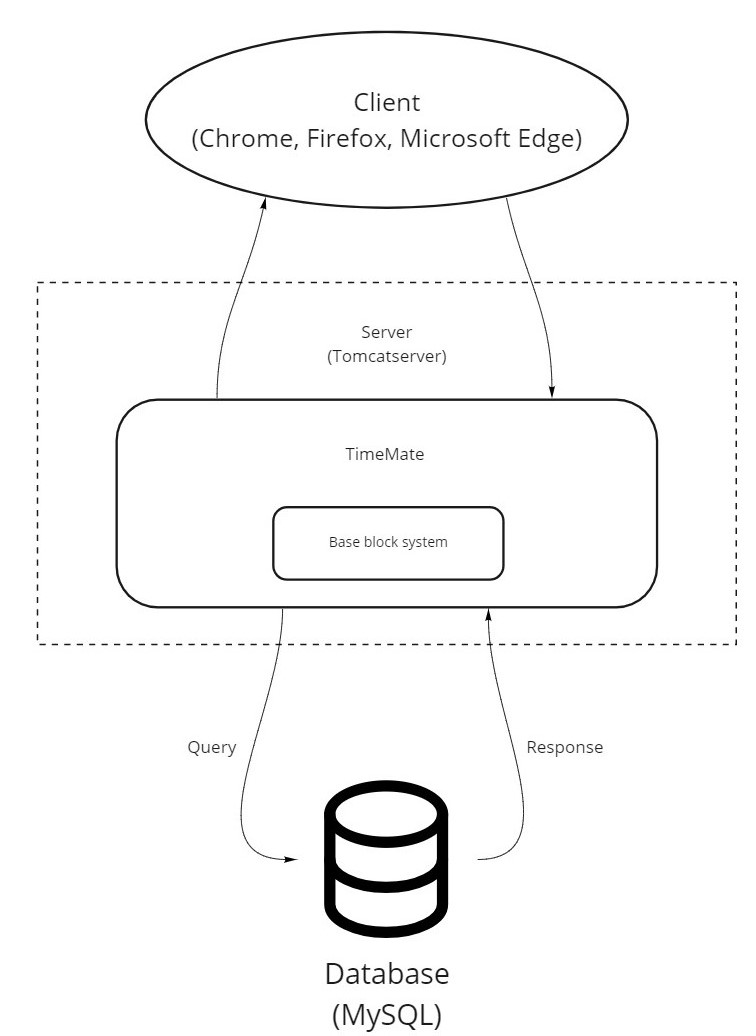 Client
(Chrome, Firefox, Microsoft Edge)
Server
(Tomcatserver)
TimeMate
Base block system
Query
Response
Database
(MySQL)